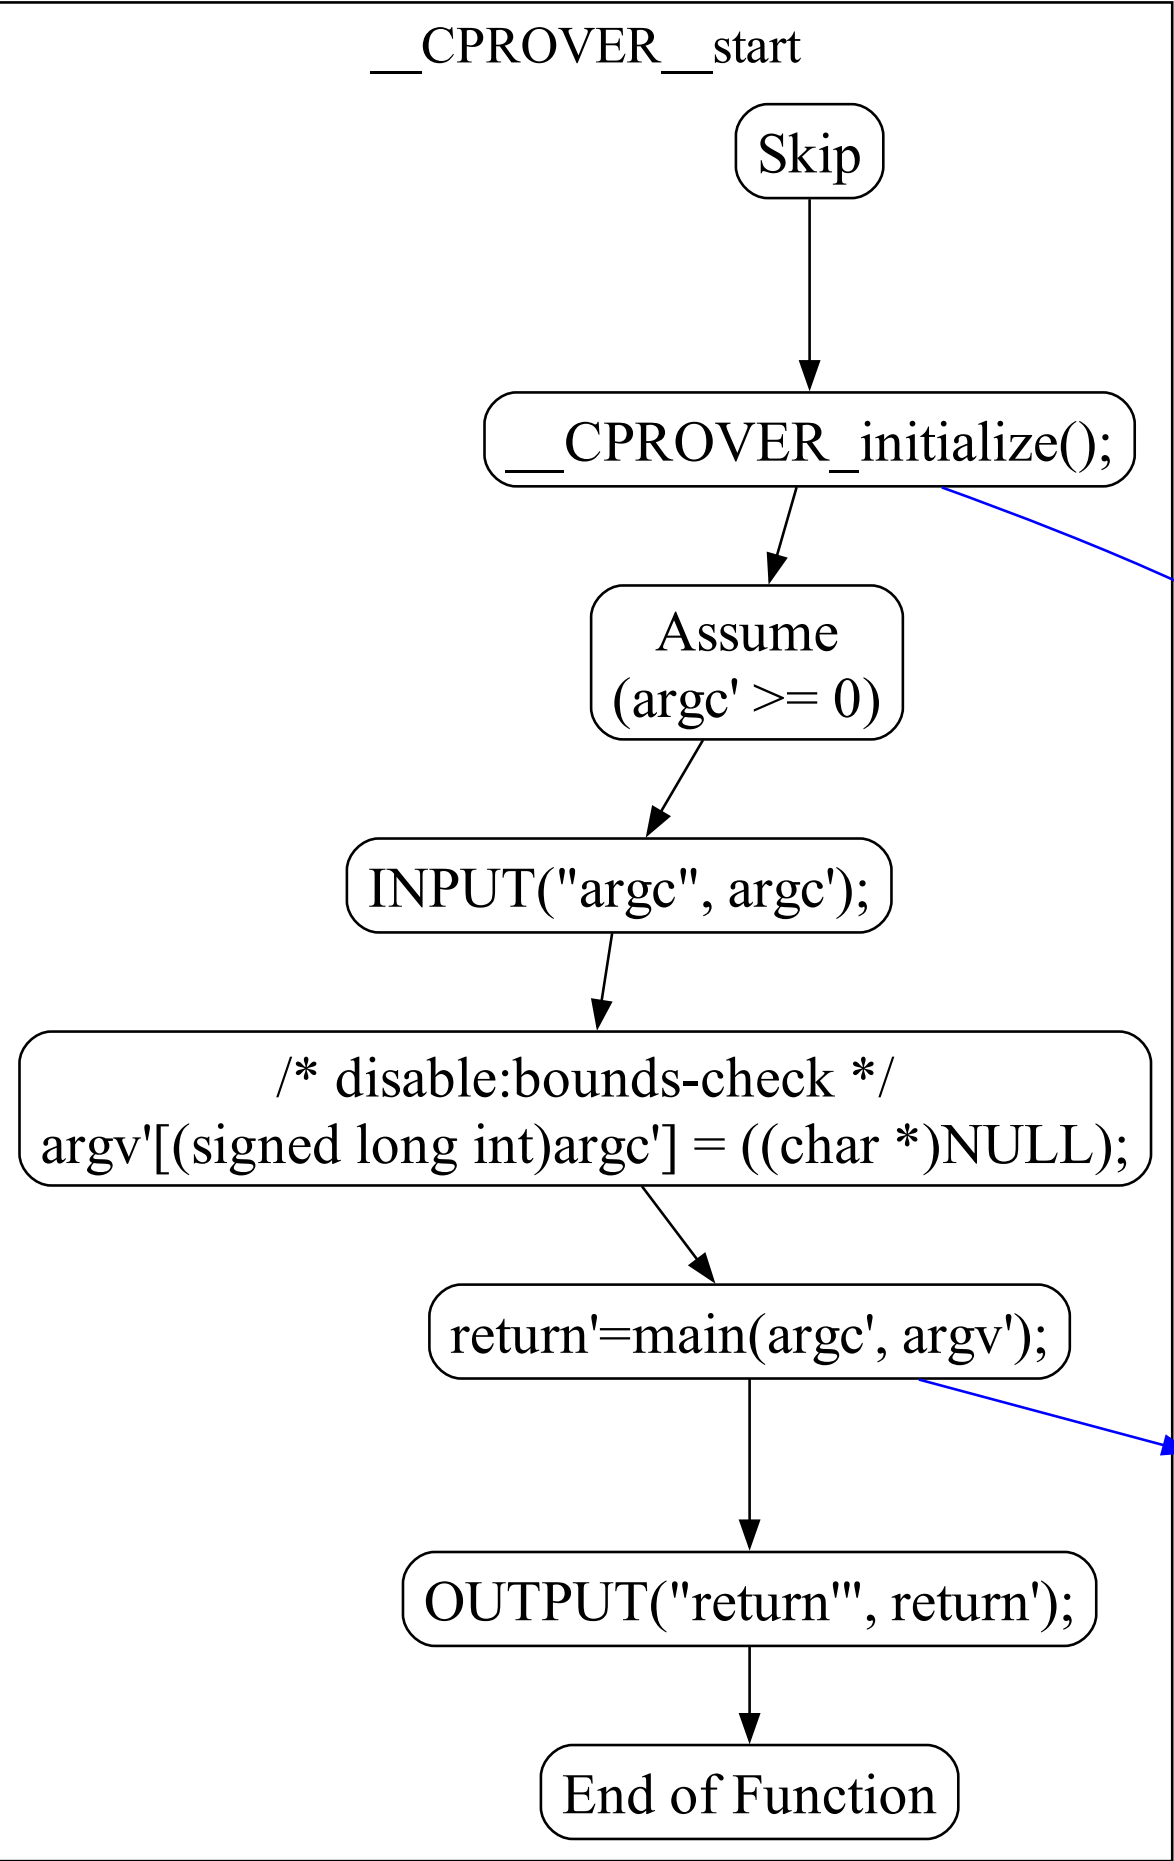 __CPROVER__start
Skip
__CPROVER_initialize();
Assume
(argc' >= 0)
INPUT("argc", argc');
/* disable:bounds-check */
argv'[(signed long int)argc'] = ((char *)NULL);
return'=main(argc', argv');
OUTPUT("return'", return');
End of Function